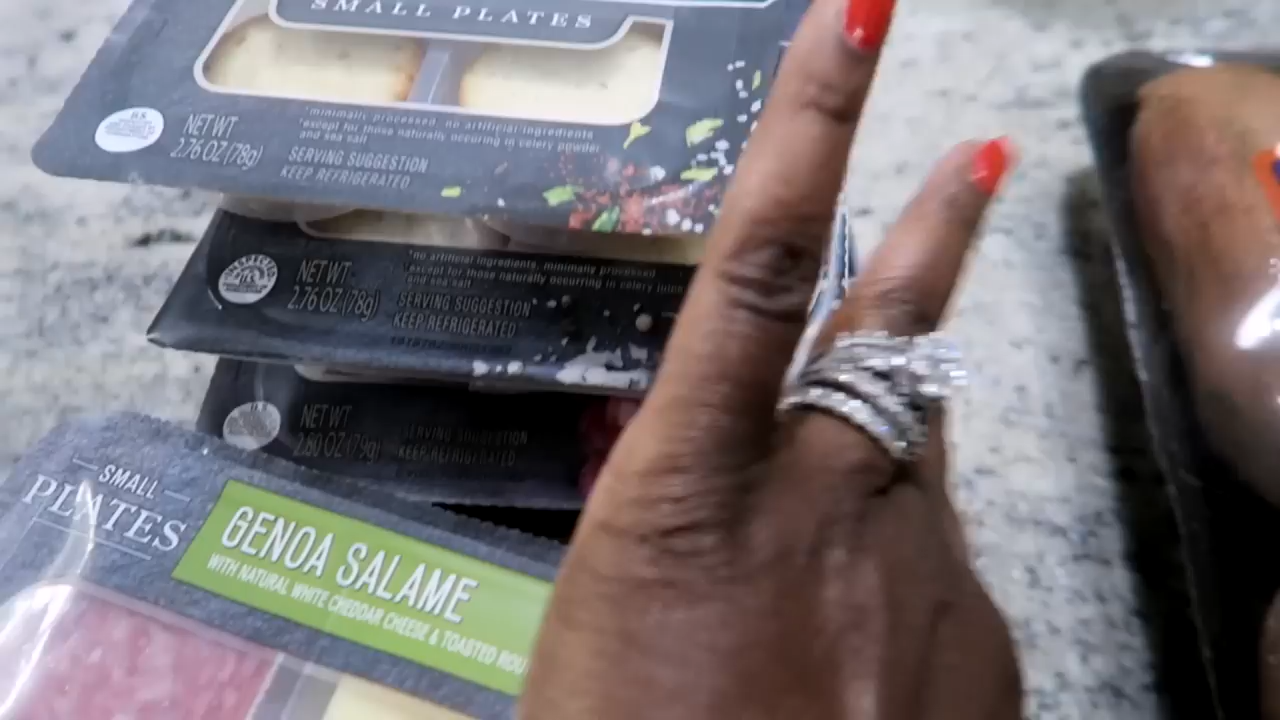 SMALL PLATES
U.S.
NET WT
2.76 OZ (78g)
*minimally processed, no artificial ingredients
*except for those naturally occuring in celery powder
and sea salt
SERVING SUGGESTION
KEEP REFRIGERATED
INSPECTED
U.S.
NET WT
2.76 OZ (78g)
*no artificial ingredients, minimally processed
*except for those naturally occurring in celery juice
and sea salt
SERVING SUGGESTION
KEEP REFRIGERATED
NET WT
2.80 OZ (79g)
SERVING SUGGESTION
KEEP REFRIGERATED
SMALL
PLATES
GENOA SALAME
WITH NATURAL WHITE CHEDDAR CHEESE & TOASTED ROU